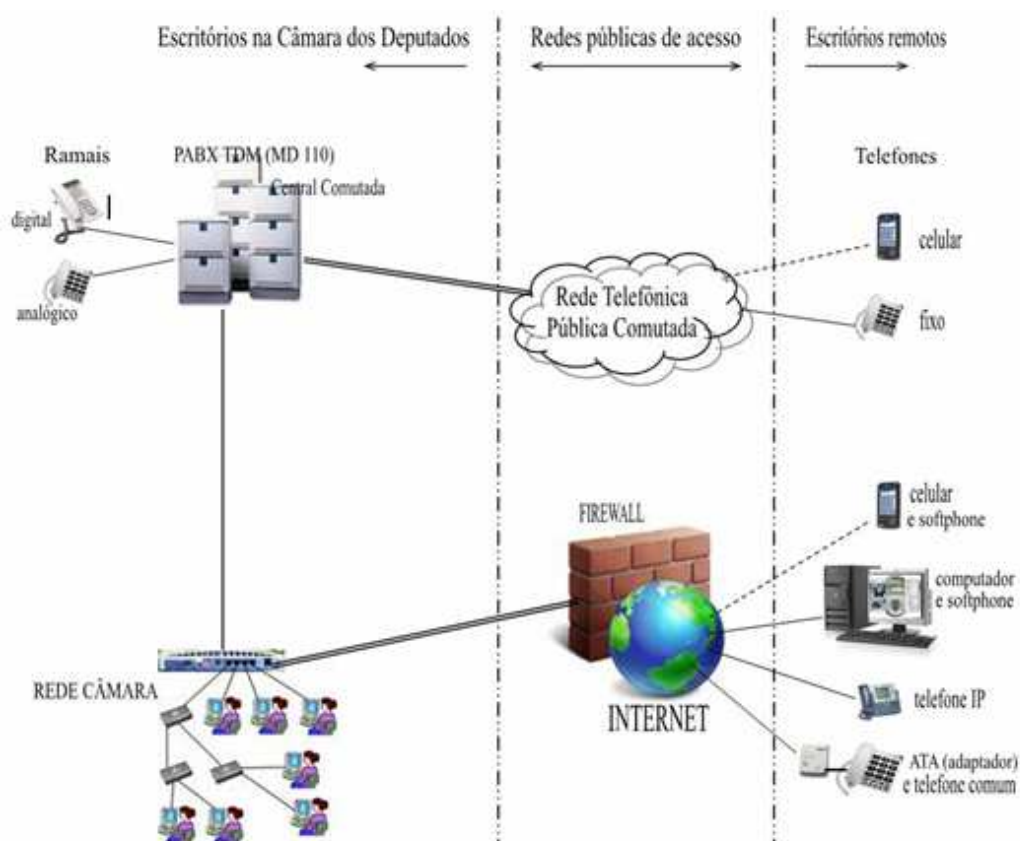 Escritórios na Câmara dos Deputados
Redes públicas de acesso
Escritórios remotos
Ramais
PABX TDM (MD 110)
Central Comutada
digital
analógico
Rede Telefônica
Pública Comutada
Telefones
celular
fixo
FIREWALL
INTERNET
celular
e softphone
computador
e softphone
telefone IP
ATA (adaptador)
e telefone comum
REDE CÂMARA